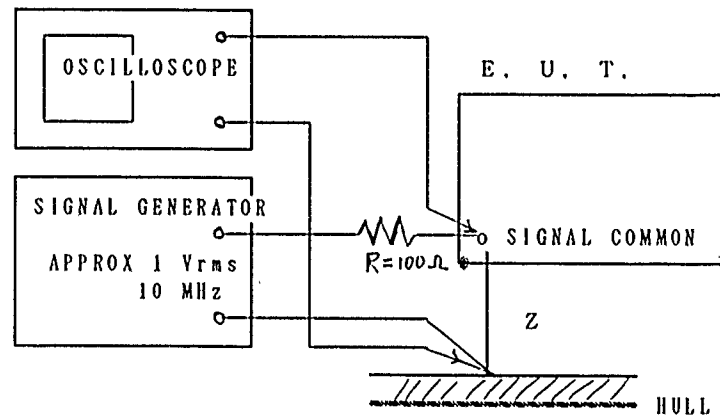 OSCILLOSCOPE
E. U. T.
SIGNAL GENERATOR
APPROX 1 Vrms
10 MHz
R=100Ω
SIGNAL COMMON
Z
HULL